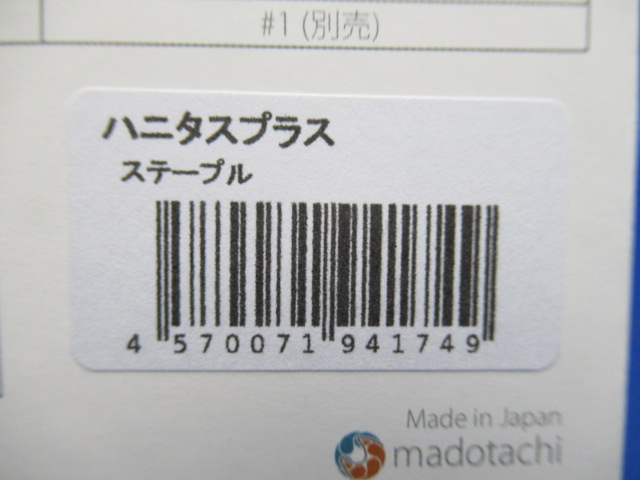 #1 (別売)
ハニタスプラス
ステープル
4 570071 941749
Made in Japan
madotachi